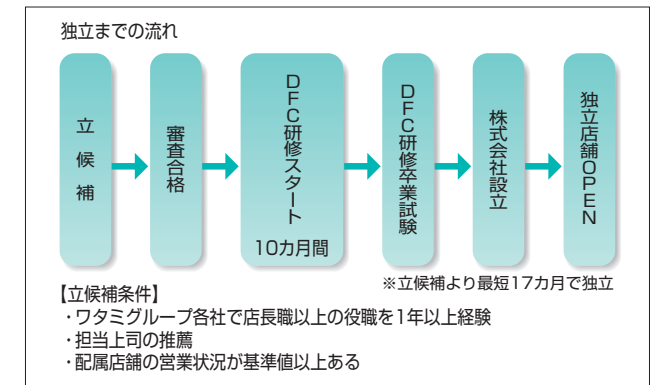 独立までの流れ
立候補
審査合格
DFC研修スタート
10カ月間
DFC研修卒業試験
株式会社設立
独立店舗OPEN
※立候補より最短17カ月で独立
【立候補条件】
・ワタミグループ各社で店長職以上の役職を1年以上経験
・担当上司の推薦
・配属店舗の営業状況が基準値以上ある